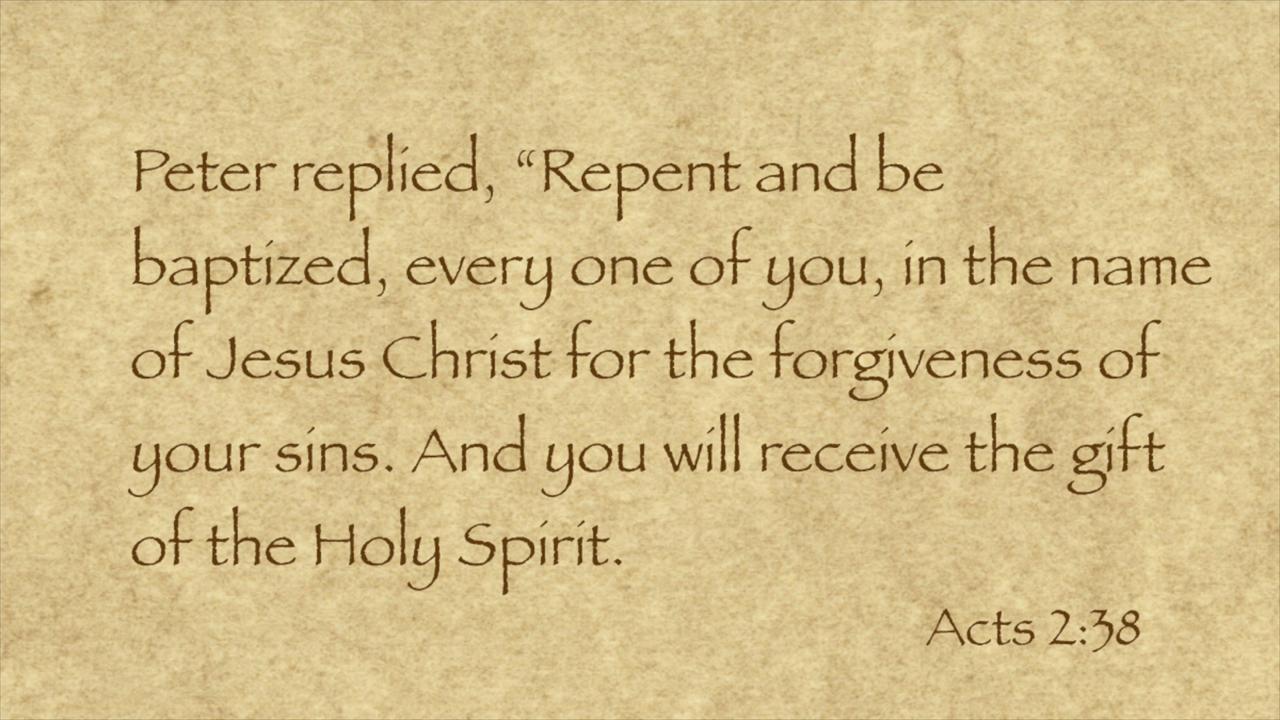 Peter replied, “Repent and be
baptized, every one of you, in the name
of Jesus Christ for the forgiveness of
your sins. And you will receive the gift
of the Holy Spirit.
Acts 2:38